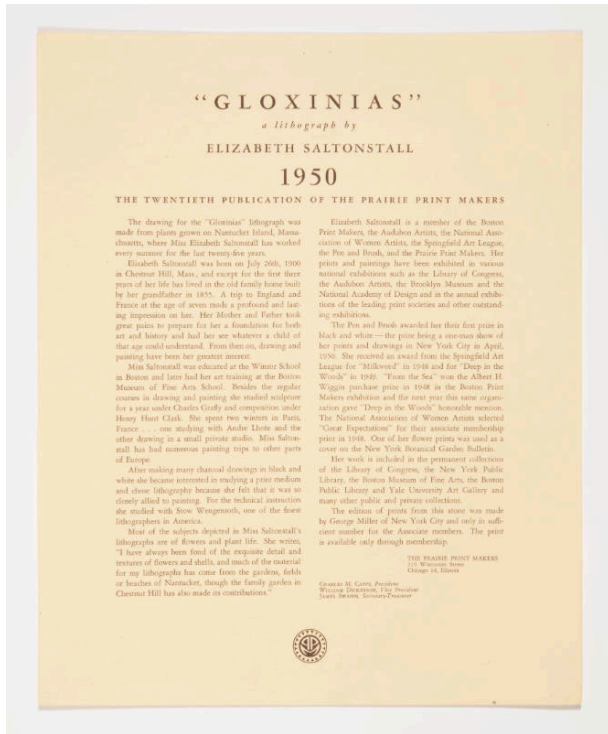 "GLOXINIAS"
a lithograph by
ELIZABETH SALTONSTALL
1950
THE TWENTIETH PUBLICATION OF THE PRAIRIE PRINT MAKERS
The drawing for the "Gloxinias" lithograph was
made from plants grown on Nantucket Island, Massa-
chusetts, where Miss Elizabeth Saltonstall has worked
every summer for the last twenty-five years.
Elizabeth Saltonstall was born on July 26th, 1900
in Chestnut Hill, Mass., and except for the first three
years of her life has lived in the old family home built
by her grandfather in 1855. A trip to England and
France at the age of seven made a profound and last-
ing impression on her. Her Mother and Father took
great pains to prepare for her a foundation for both
art and history and had her see whatever a child of
that age could understand. From then on, drawing and
painting have been her greatest interest.
Miss Saltonstall was educated at the Winsor School
in Boston and later had her art training at the Boston
Museum of Fine Arts School. Besides the regular
courses in drawing and painting she studied sculpture
for a year under Charles Grafly and composition under
Henry Hunt Clark. She spent two winters in Paris,
France . . . one studying with Andre Lhote and the
other drawing in a small private studio. Miss Salton-
stall has had numerous painting trips to other parts
of Europe.
After making many charcoal drawings in black and
white she became interested in studying a print medium
and chose lithography because she felt that it was so
closely allied to painting. For the technical instruction
she studied with Stow Wengenroth, one of the finest
lithographers in America.
Most of the subjects depicted in Miss Saltonstall's
lithographs are of flowers and plant life. She writes,
"I have always been fond of the exquisite detail and
textures of flowers and shells, and much of the material
for my lithographs has come from the gardens, fields
or beaches of Nantucket, though the family garden in
Chestnut Hill has also made its contributions."
Elizabeth Saltonstall is a member of the Boston
Print Makers, the Audubon Artists, the National Asso-
ciation of Women Artists, the Springfield Art League,
the Pen and Brush, and the Prairie Print Makers. Her
prints and paintings have been exhibited in various
national exhibitions such as the Library of Congress,
the Audubon Artists, the Brooklyn Museum and the
National Academy of Design and in the annual exhibi-
tions of the leading print societies and other outstand-
ing exhibitions.
The Pen and Brush awarded her their first prize in
black and white — the prize being a one-man show of
her prints and drawings in New York City in April,
1950. She received an award from the Springfield Art
League for "Milkweed" in 1948 and for "Deep in the
Woods" in 1949. "From the Sea" won the Albert H.
Wiggin purchase prize in 1948 in the Boston Print
Makers exhibition and the next year this same organi-
zation gave "Deep in the Woods" honorable mention.
The National Associations of Women Artists selected
"Great Expectations" for their associate membership
print in 1948. One of her flower prints was used as a
cover on the New York Botanical Garden Bulletin.
Her work is included in the permanent collections
of the Library of Congress, the New York Public
Library, the Boston Museum of Fine Arts, the Boston
Public Library and Yale University Art Gallery and
many other public and private collections.
The edition of prints from this stone was made
by George Miller of New York City and only in suffi-
cient number for the Associate members. The print
is available only through membership.
THE PRAIRIE PRINT MAKERS
Wisconsin Street
Chicago 14, Illinois
CHARLES M. CAPPS, President
WILLIAM DICKERSON, Vice President
JAMES SWANN, Secretary-Treasurer